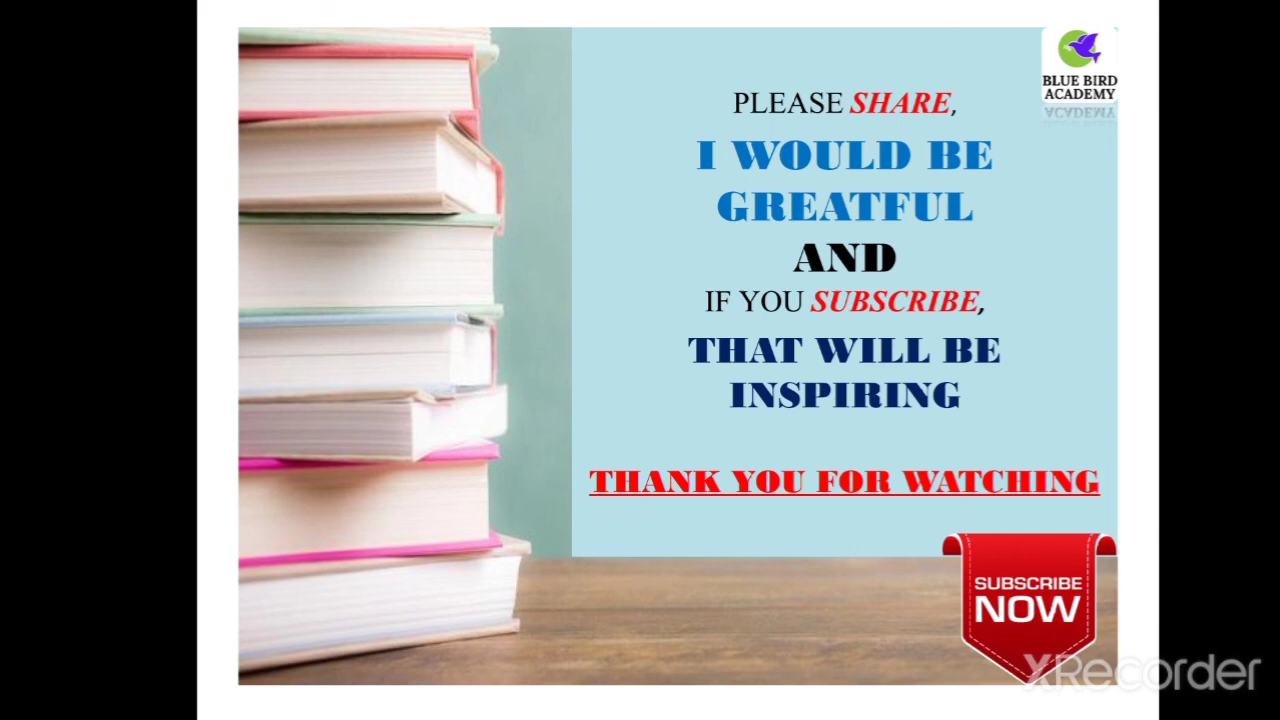 BLUE BIRD
ACADEMY
PLEASE SHARE,
I WOULD BE
GREATFUL
AND
IF YOU SUBSCRIBE,
THAT WILL BE
INSPIRING
THANK YOU FOR WATCHING
SUBSCRIBE
NOW
XRecorder